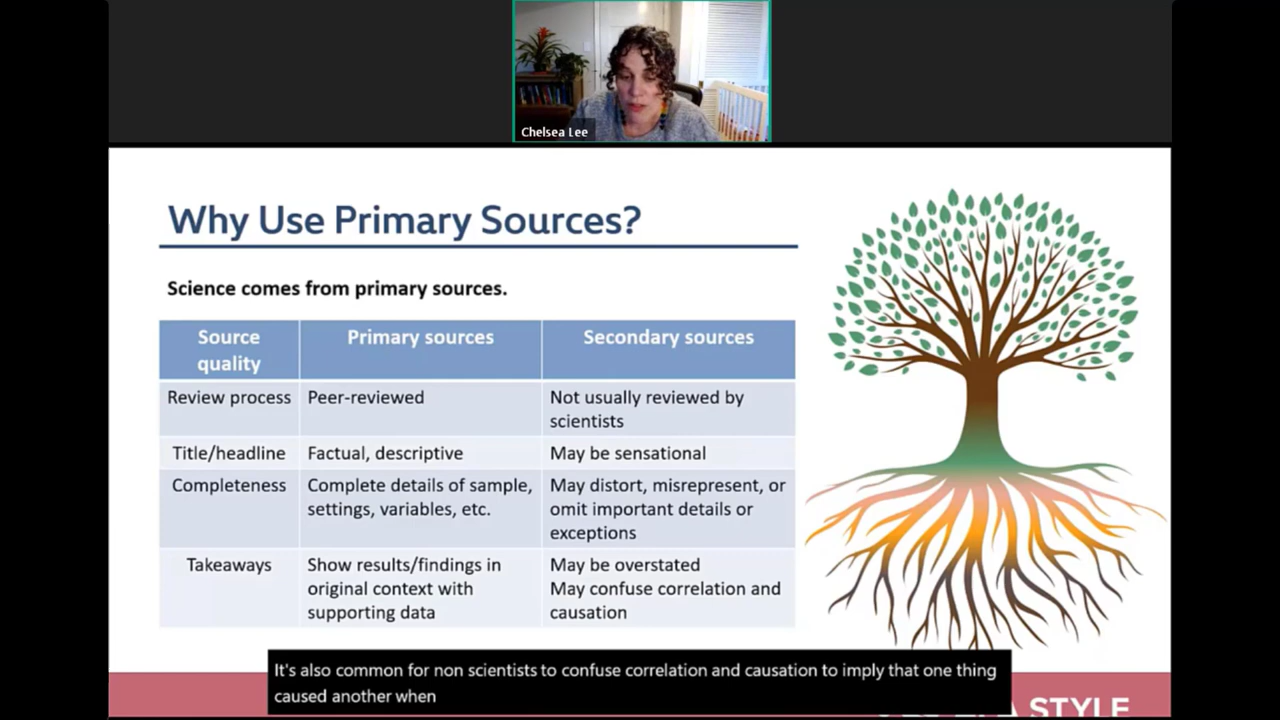 Chelsea Lee
Why Use Primary Sources?
Science comes from primary sources.
Source quality
Primary sources
Secondary sources
Review process
Peer-reviewed
Not usually reviewed by
scientists
Title/headline
Factual, descriptive
May be sensational
Completeness
Complete details of sample,
settings, variables, etc.
May distort, misrepresent, or
omit important details or
exceptions
Takeaways
Show results/findings in
original context with
supporting data
May be overstated
May confuse correlation and
causation
It's also common for non scientists to confuse correlation and causation to imply that one thing
caused another when
STYLE